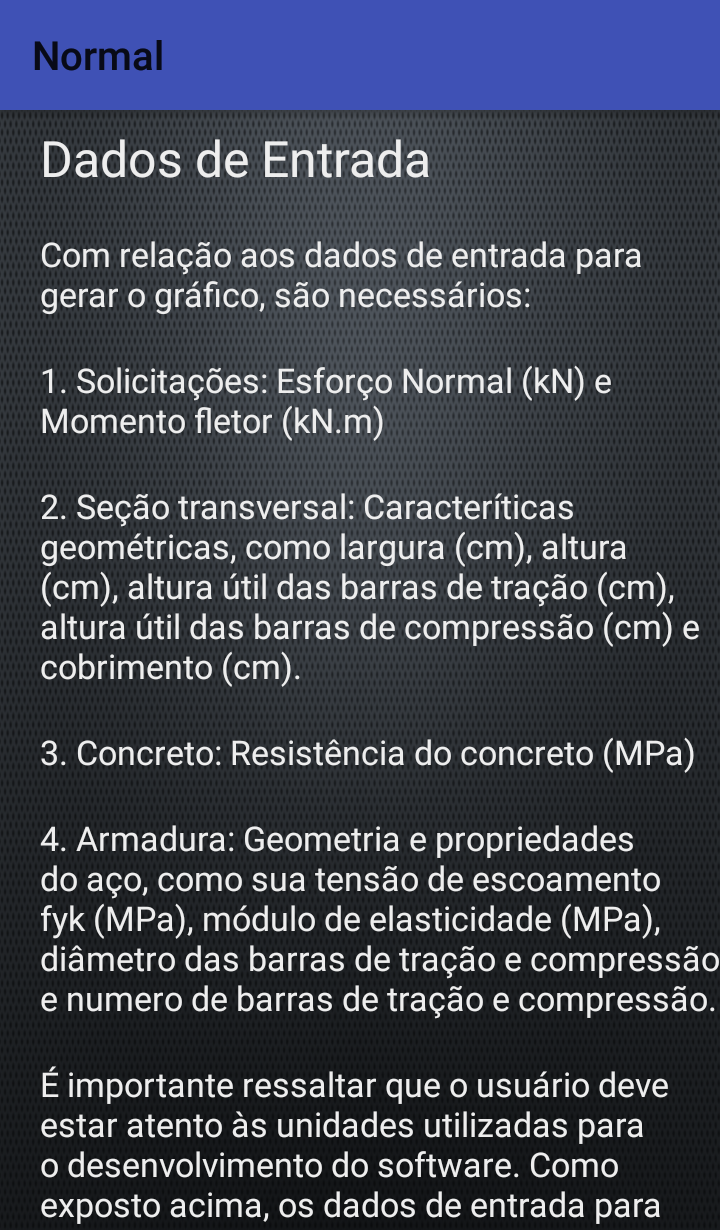 Normal
Dados de Entrada
Com relação aos dados de entrada para
gerar o gráfico, são necessários:
1. Solicitações: Esforço Normal (kN) e
Momento fletor (kN.m)
2. Seção transversal: Caracteríticas
geométricas, como largura (cm), altura
(cm), altura útil das barras de tração (cm),
altura útil das barras de compressão (cm) e
cobrimento (cm).
3. Concreto: Resistência do concreto (MPa)
4. Armadura: Geometria e propriedades
do aço, como sua tensão de escoamento
fyk (MPa), módulo de elasticidade (MPa),
diâmetro das barras de tração e compressão
e numero de barras de tração e compressão.
É importante ressaltar que o usuário deve
estar atento às unidades utilizadas para
o desenvolvimento do software. Como
exposto acima, os dados de entrada para